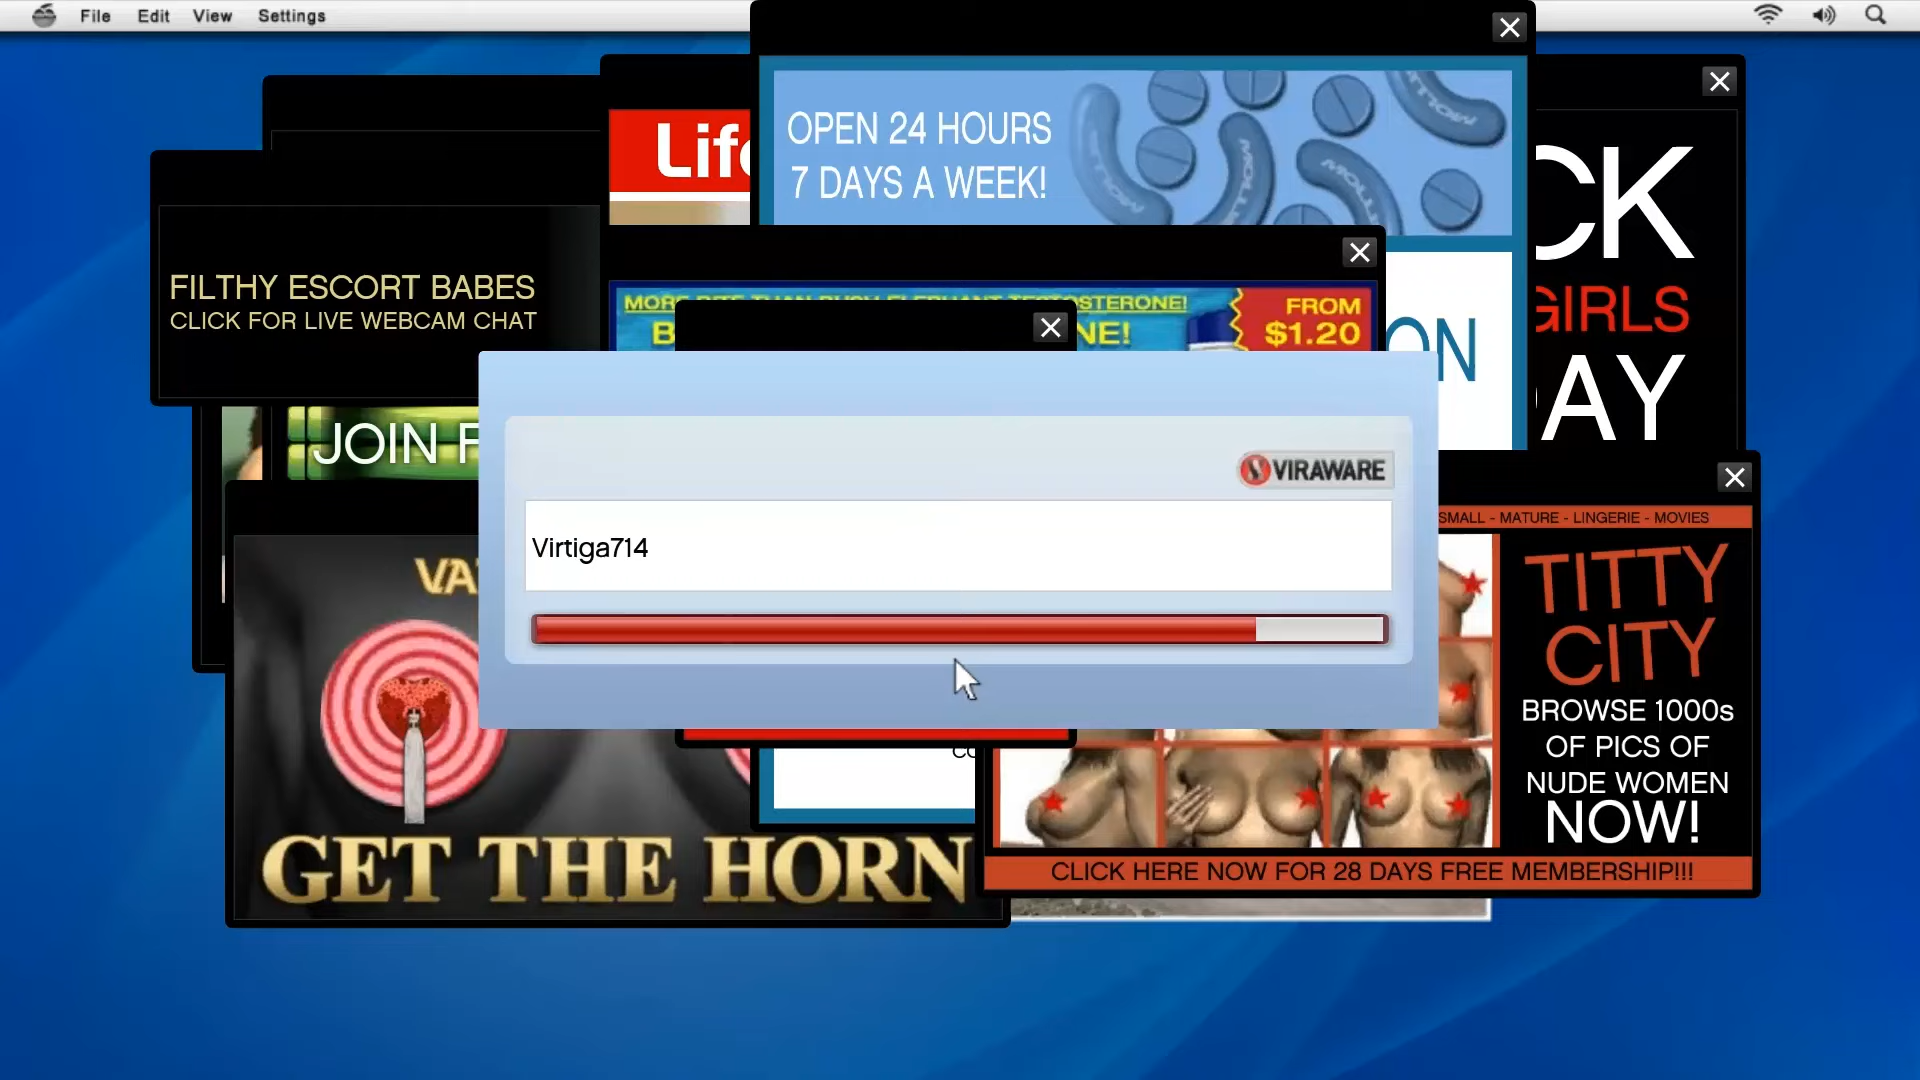 File Edit View Settings
OPEN 24 HOURS
7 DAYS A WEEK!
Life
CK
GIRLS
AY
FILTHY ESCORT BABES
CLICK FOR LIVE WEBCAM CHAT
FROM
$1.20
NE!
ON
JOIN F
VIRAWARE
Virtiga714
SMALL - MATURE - LINGERIE - MOVIES
TITTY
CITY
BROWSE 1000s
OF PICS OF
NUDE WOMEN
NOW!
CLICK HERE NOW FOR 28 DAYS FREE MEMBERSHIP!!!
VA
GET THE HORN